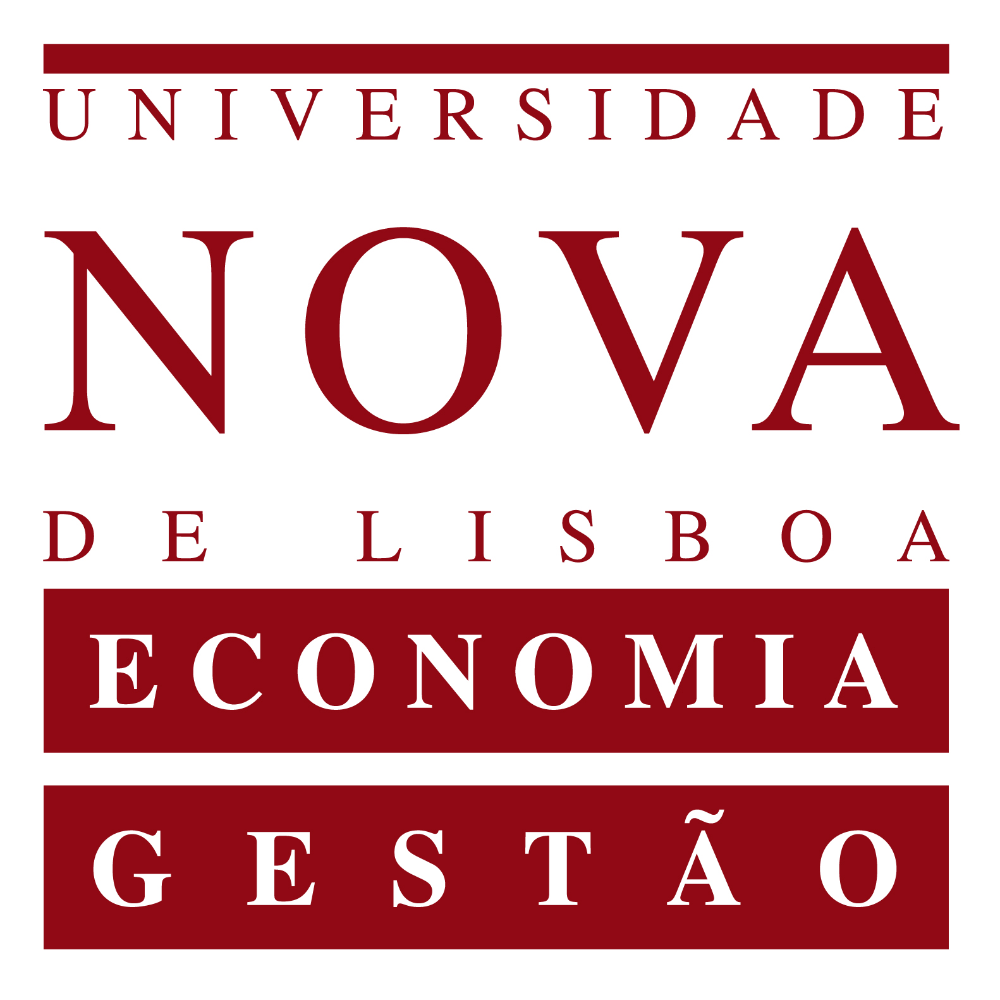 UNIVERSIDADE
NOVA
DE LISBOA
ECONOMIA
GESTÃO